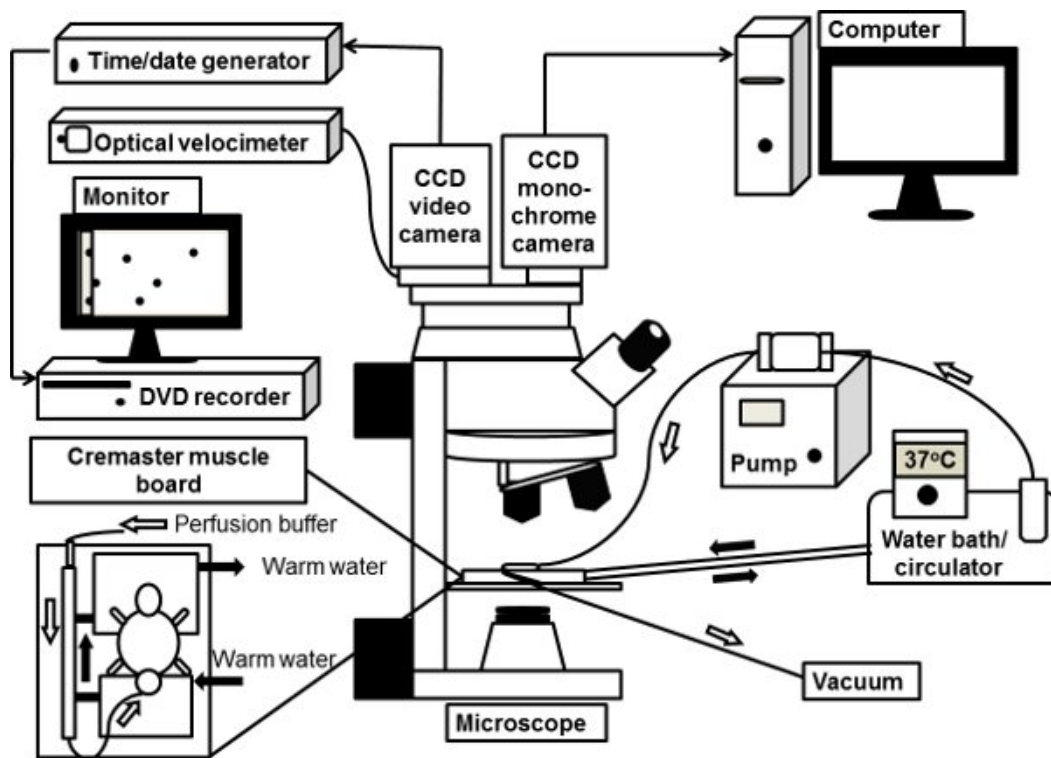 Time/date generator
Optical velocimeter
Monitor
DVD recorder
CCD
video
camera
CCD
mono-
chrome
camera
Computer
Pump
37°C
Water bath/
circulator
Cremaster muscle
board
Perfusion buffer
Warm water
Warm water
Vacuum
Microscope